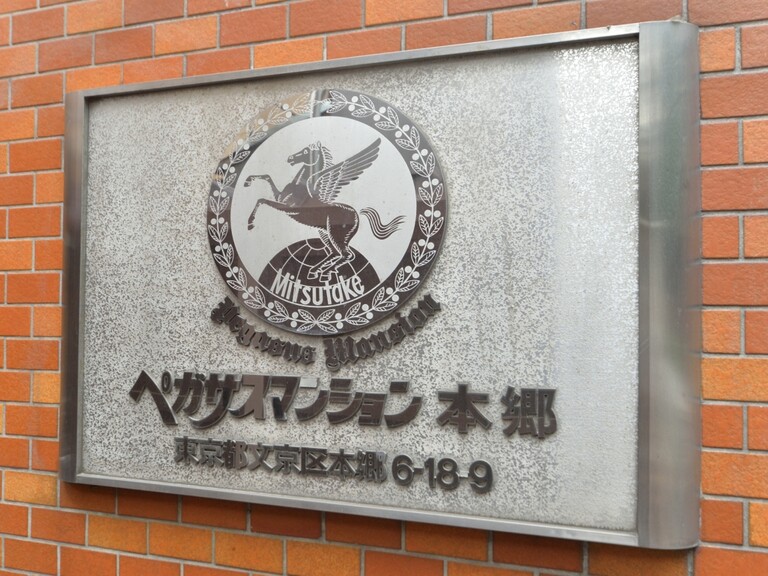 Mitsutake
Pegasus Mansion
ペガサスマンション 本郷
東京都文京区本郷 6-18-9